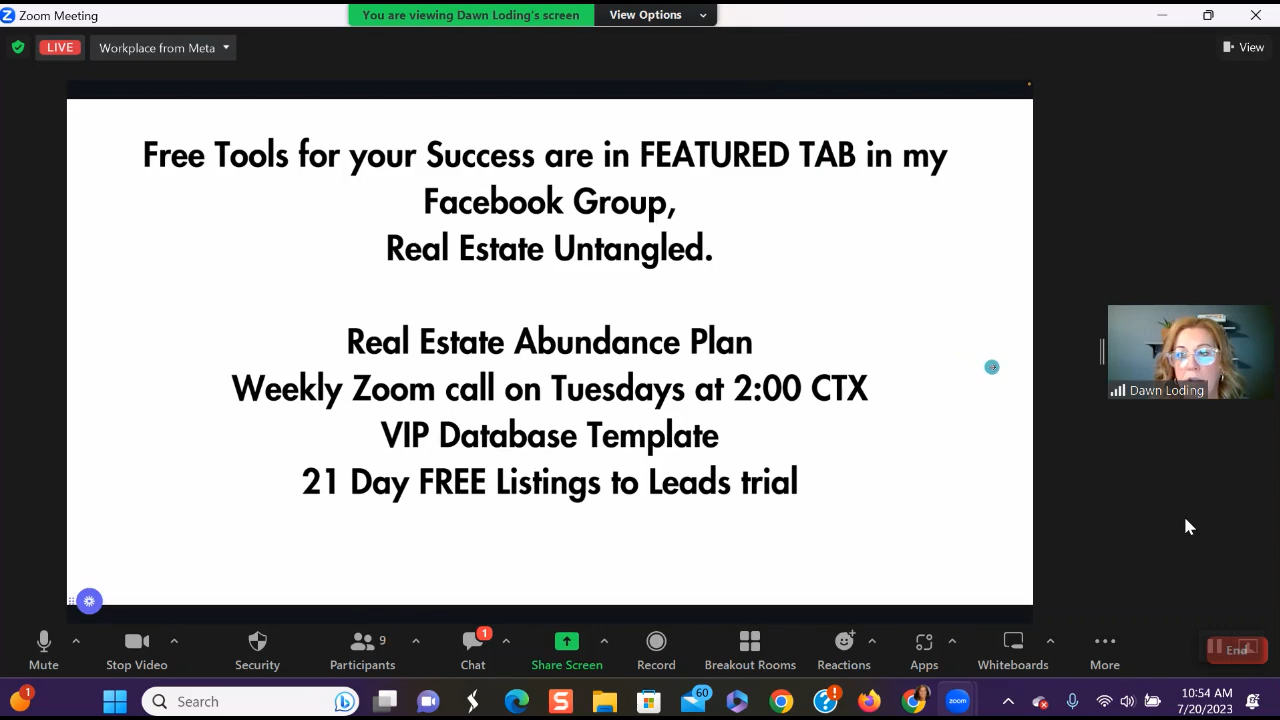 Zoom Meeting
You are viewing Dawn Loding's screen
View Options
LIVE
Workplace from Meta
View
Free Tools for your Success are in FEATURED TAB in my
Facebook Group,
Real Estate Untangled.
Real Estate Abundance Plan
Weekly Zoom call on Tuesdays at 2:00 CTX
VIP Database Template
21 Day FREE Listings to Leads trial
Dawn Loding
Mute
Stop Video
Security
9
Participants
1
Chat
Share Screen
Record
Breakout Rooms
Reactions
Apps
Whiteboards
More
End
1
Search
60
zoom
10:54 AM
7/20/2023